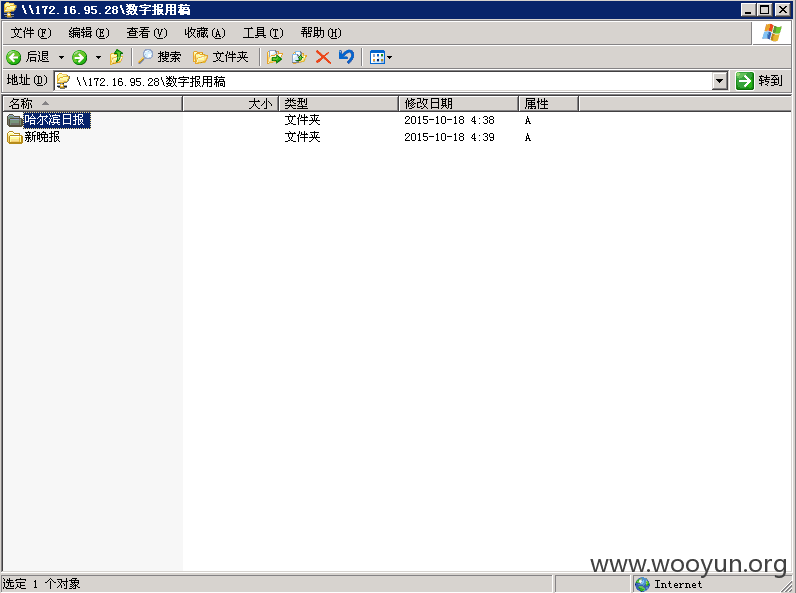 \\172.16.95.28\数字报用稿
文件(F) 编辑(E) 查看(V) 收藏(A) 工具(T) 帮助(H)
后退 搜索 文件夹
地址(D) \\172.16.95.28\数字报用稿 转到
名称 大小 类型 修改日期 属性
哈尔滨日报 文件夹 2015-10-18 4:38 A
新晚报 文件夹 2015-10-18 4:39 A
www.wooyun.org
选定 1 个对象 Internet